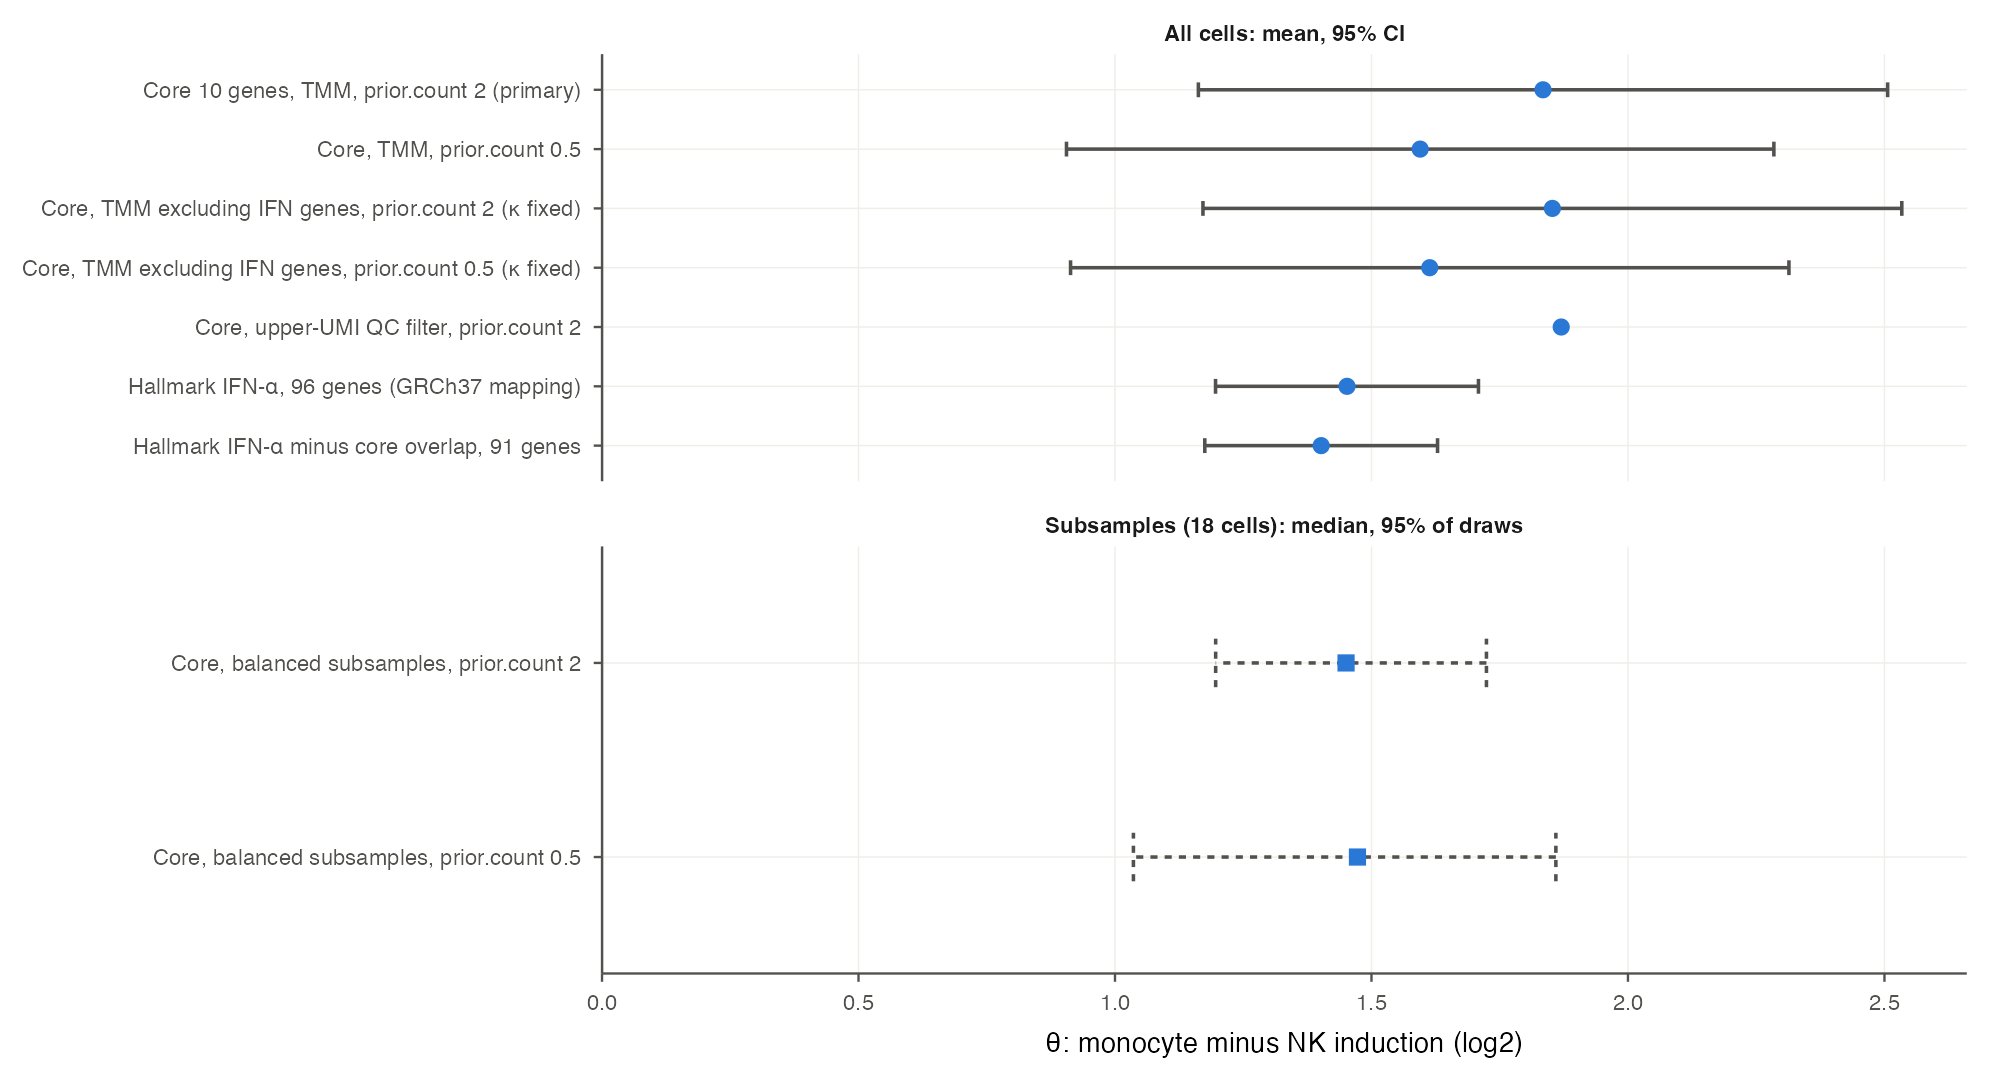 All cells: mean, 95% CI
Core 10 genes, TMM, prior.count 2 (primary)
Core, TMM, prior.count 0.5
Core, TMM excluding IFN genes, prior.count 2 (κ fixed)
Core, TMM excluding IFN genes, prior.count 0.5 (κ fixed)
Core, upper-UMI QC filter, prior.count 2
Hallmark IFN-α, 96 genes (GRCh37 mapping)
Hallmark IFN-α minus core overlap, 91 genes
Subsamples (18 cells): median, 95% of draws
Core, balanced subsamples, prior.count 2
Core, balanced subsamples, prior.count 0.5
0.0 0.5 1.0 1.5 2.0 2.5
θ: monocyte minus NK induction (log2)